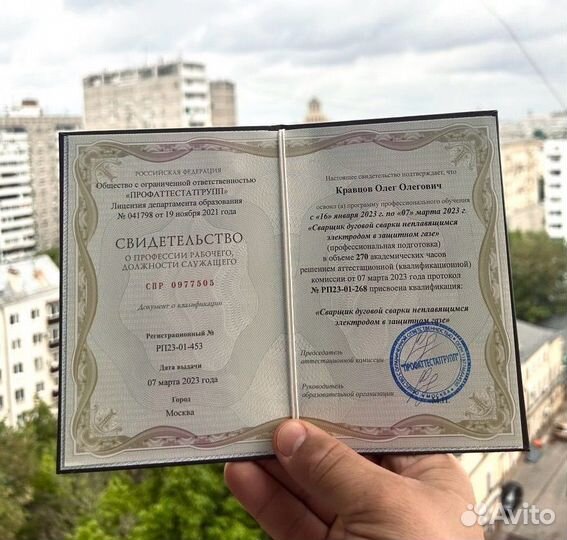 РОССИЙСКАЯ ФЕДЕРАЦИЯ
Общество с ограниченной ответственностью
«ПРОФАТТЕСТАТГРУПП»
Лицензия департамента образования
№ 041798 от 19 ноября 2021 года
СВИДЕТЕЛЬСТВО
О ПРОФЕССИИ РАБОЧЕГО,
ДОЛЖНОСТИ СЛУЖАЩЕГО
СПР 0977505
Документ о квалификации
Регистрационный №
РП23-01-453
Дата выдачи
07 марта 2023 года
Город
Москва
Настоящее свидетельство подтверждает, что
Кравцов Олег Олегович
освоил (а) программу профессионального обучения
с «16» января 2023 г. по «07» марта 2023 г.
«Сварщик дуговой сварки неплавящимся
электродом в защитном газе»
(профессиональная подготовка)
в объеме 270 академических часов
решением аттестационной (квалификационной)
комиссии от 07 марта 2023 года протокол
№ РП23-01-268 присвоена квалификация:
«Сварщик дуговой сварки неплавящимся
электродом в защитном газе»
Председатель
аттестационной комиссии
Руководитель
образовательной организации
"ПРОФАТТЕСТАТГРУПП"
Avito